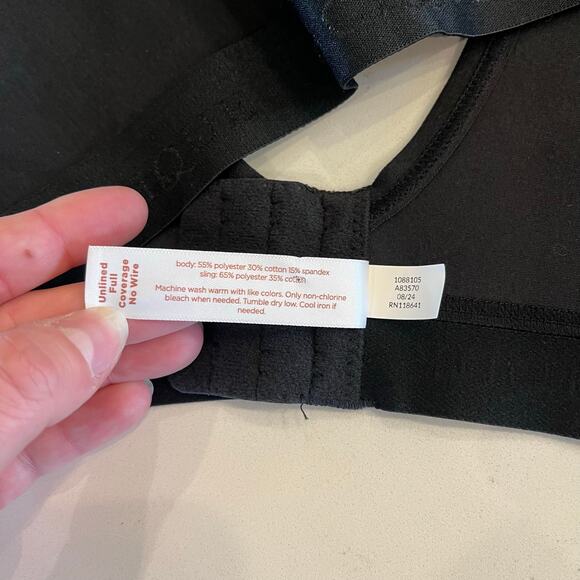 Unlined
Full
Coverage
No Wire
body: 55% polyester 30% cotton 15% spandex
sling: 65% polyester 35% cotton
Machine wash warm with like colors. Only non-chlorine
bleach when needed. Tumble dry low. Cool iron if
needed.
1088105
A83570
08/24
RN118641